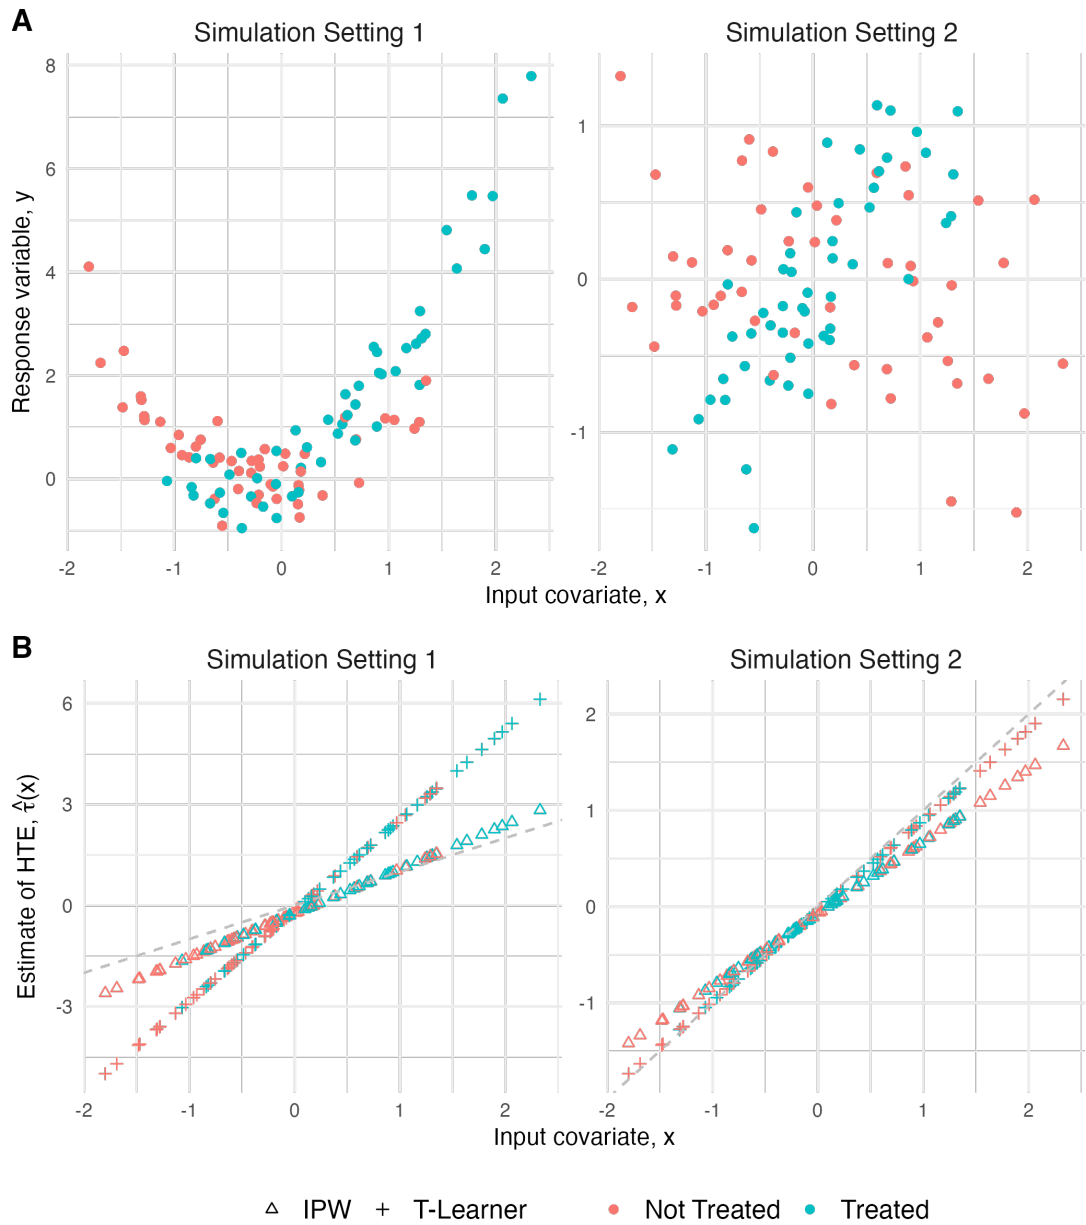 A
Simulation Setting 1
Simulation Setting 2
Response variable, y
8
6
4
2
0
1
0
-1
-2 -1 0 1 2
-2 -1 0 1 2
Input covariate, x
B
Simulation Setting 1
Simulation Setting 2
Estimate of HTE, τ̂(x)
6
3
0
-3
2
1
0
-1
-2 -1 0 1 2
-2 -1 0 1 2
Input covariate, x
IPW T-Learner Not Treated Treated